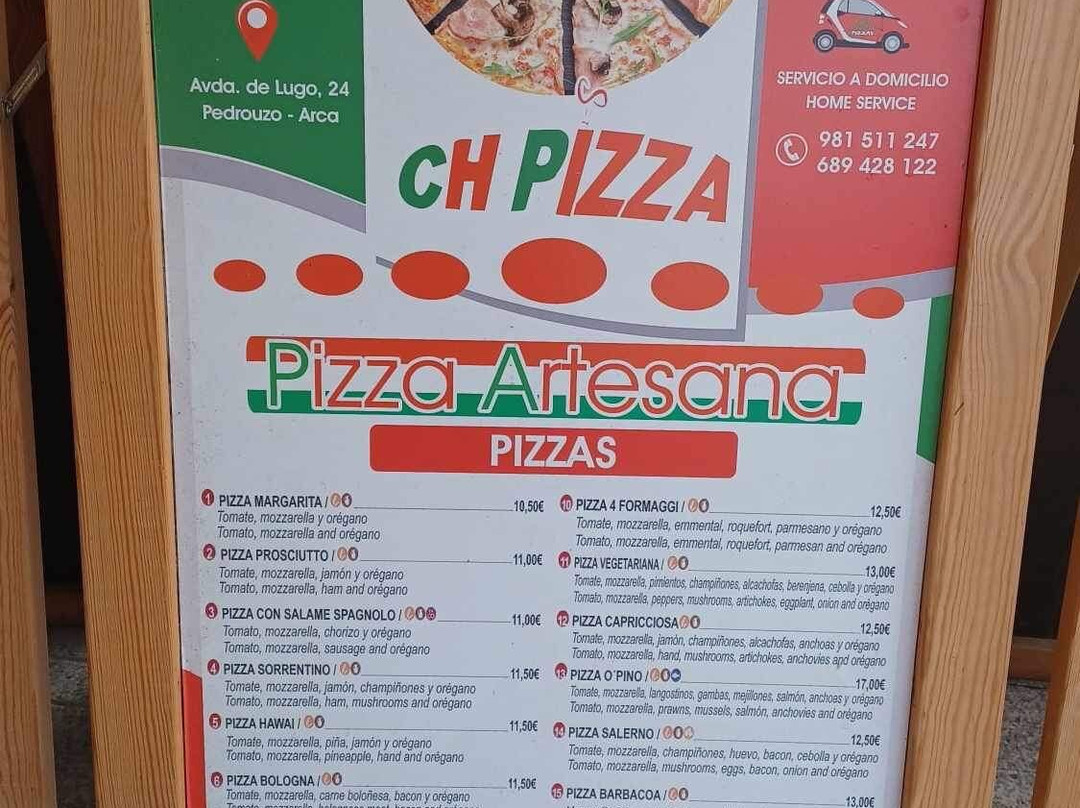 Avda. de Lugo, 24
Pedrouzo - Arca
CH PIZZA
SERVICIO A DOMICILIO
HOME SERVICE
981 511 247
689 428 122
Pizza Artesana
PIZZAS
1 PIZZA MARGARITA / 10,50€
Tomate, mozzarella y orégano
Tomato, mozzarella and oregano
2 PIZZA PROSCIUTTO / 11,00€
Tomate, mozzarella, jamón y orégano
Tomato, mozzarella, ham and oregano
3 PIZZA CON SALAME SPAGNOLO / 11,00€
Tomato, mozzarella, chorizo y orégano
Tomato, mozzarella, sausage and oregano
4 PIZZA SORRENTINO / 11,50€
Tomate, mozzarella, jamón, champiñones y orégano
Tomato, mozzarella, ham, mushrooms and oregano
5 PIZZA HAWAI / 11,50€
Tomate, mozzarella, piña, jamón y orégano
Tomato, mozzarella, pineapple, hand and oregano
6 PIZZA BOLOGNA / 11,50€
Tomate, mozzarella, carne boloñesa, bacon y orégano
10 PIZZA 4 FORMAGGI / 12,50€
Tomate, mozzarella, emmental, roquefort, parmesano y orégano
Tomato, mozzarella, emmental, roquefort, parmesan and oregano
11 PIZZA VEGETARIANA / 13,00€
Tomate, mozzarella, pimientos, champiñones, alcachofas, berenjena, cebolla y orégano
Tomato, mozzarella, peppers, mushrooms, artichokes, eggplant, onion and oregano
12 PIZZA CAPRICCIOSA 12,50€
Tomate, mozzarella, jamón, champiñones, alcachofas, anchoas y orégano
Tomato, mozzarella, hand, mushrooms, artichokes, anchovies and oregano
13 PIZZA O´PINO / 17,00€
Tomate, mozzarella, langostinos, gambas, mejillones, salmón, anchoas y orégano
Tomato, mozzarella, prawns, mussels, salmón, anchovies and oregano
14 PIZZA SALERNO / 12,50€
Tomate, mozzarella, champiñones, huevo, bacon, cebolla y orégano
Tomato, mozzarella, mushrooms, eggs, bacon, onion and oregano
15 PIZZA BARBACOA / 13,00€